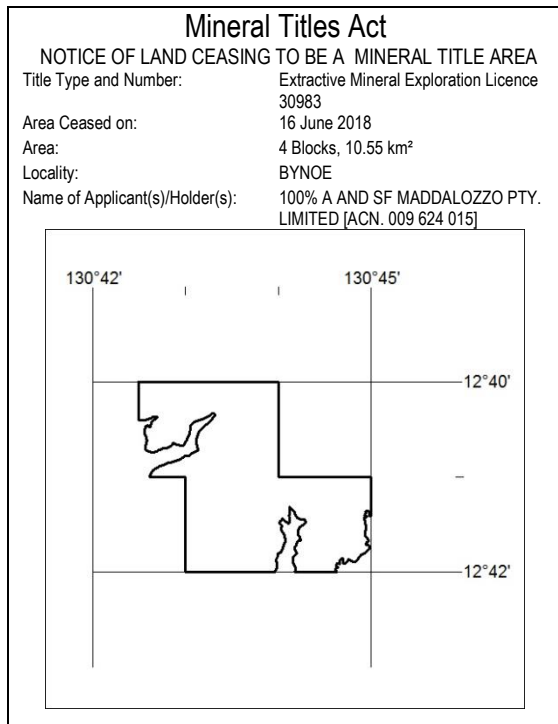 Mineral Titles Act
NOTICE OF LAND CEASING TO BE A MINERAL TITLE AREA
Title Type and Number: Extractive Mineral Exploration Licence
30983
Area Ceased on: 16 June 2018
Area: 4 Blocks, 10.55 km²
Locality: BYNOE
Name of Applicant(s)/Holder(s): 100% A AND SF MADDALOZZO PTY.
LIMITED [ACN. 009 624 015]
130°42' 130°45'
12°40'
12°42'